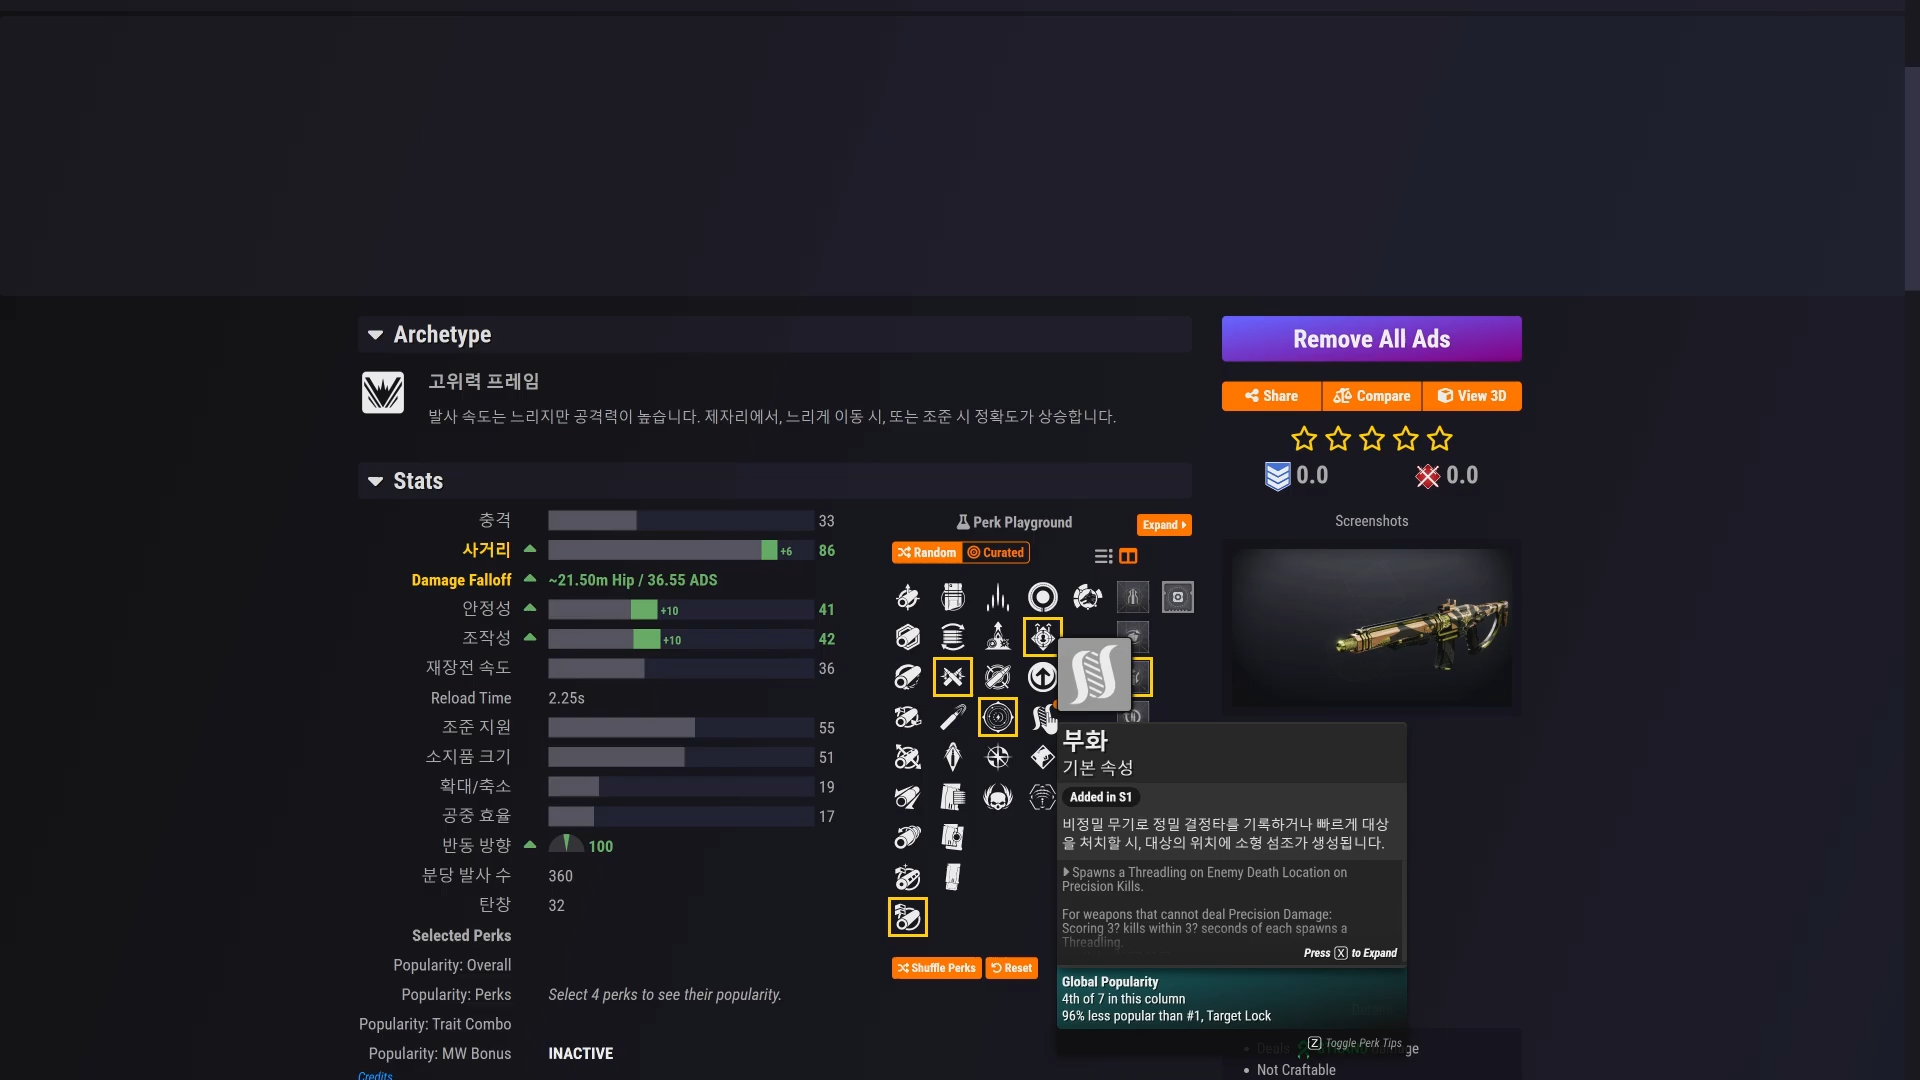 Archetype
고위력 프레임
발사 속도는 느리지만 공격력이 높습니다. 제자리에서, 느리게 이동 시, 또는 조준 시 정확도가 상승합니다.
Stats
충격 33
사거리 +6 86
Damage Falloff ~21.50m Hip / 36.55 ADS
안정성 +10 41
조작성 +10 42
재장전 속도 36
Reload Time 2.25s
조준 지원 55
소지품 크기 51
확대/축소 19
공중 효율 17
반동 방향 100
분당 발사 수 360
탄창 32
Selected Perks
Popularity: Overall
Popularity: Perks Select 4 perks to see their popularity.
Popularity: Trait Combo
Popularity: MW Bonus INACTIVE
Credits
Perk Playground
Expand
Random Curated
Shuffle Perks Reset
부화
기본 속성
Added in S1
비정밀 무기로 정밀 결정타를 기록하거나 빠르게 대상
을 처치할 시, 대상의 위치에 소형 섬조가 생성됩니다.
Spawns a Threadling on Enemy Death Location on
Precision Kills.
For weapons that cannot deal Precision Damage:
Scoring 3? kills within 3? seconds of each spawns a
Threadling.
Press X to Expand
Global Popularity
4th of 7 in this column
96% less popular than #1, Target Lock
Z Toggle Perk Tips
Remove All Ads
Share Compare View 3D
0.0 0.0
Screenshots
Deals
Not Craftable